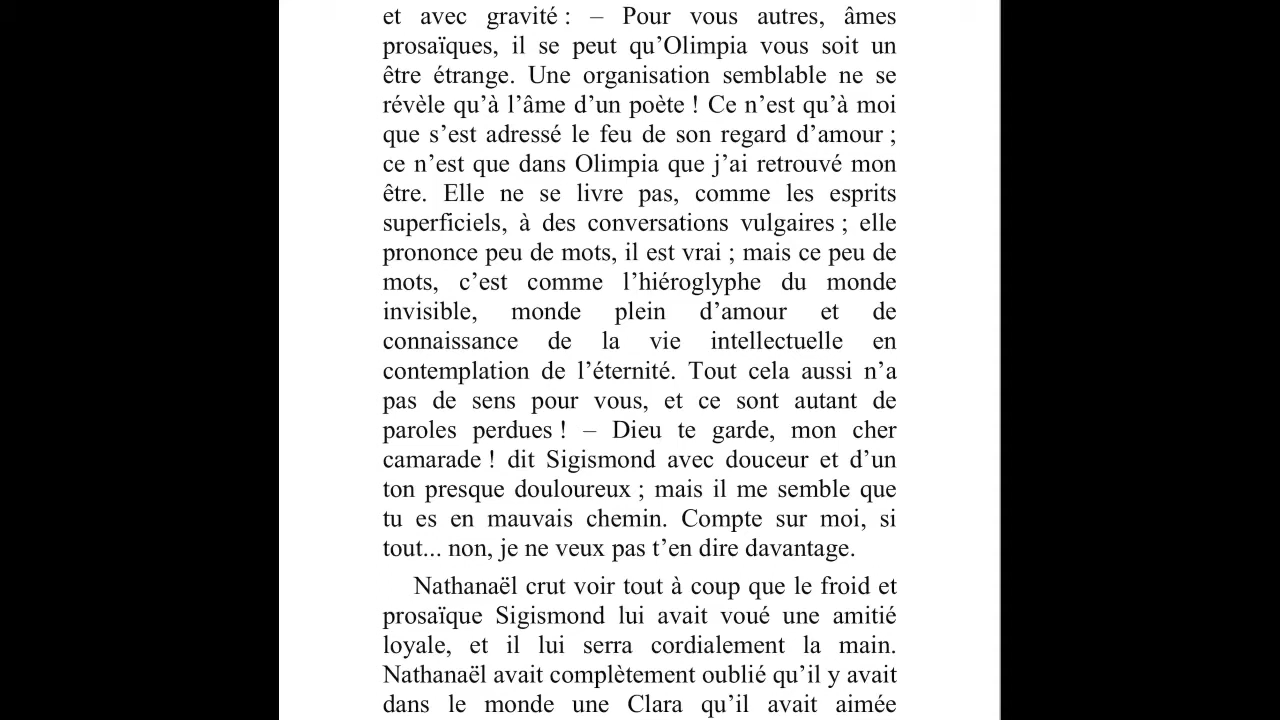 et avec gravité : – Pour vous autres, âmes
prosaïques, il se peut qu’Olimpia vous soit un
être étrange. Une organisation semblable ne se
révèle qu’à l’âme d’un poète ! Ce n’est qu’à moi
que s’est adressé le feu de son regard d’amour ;
ce n’est que dans Olimpia que j’ai retrouvé mon
être. Elle ne se livre pas, comme les esprits
superficiels, à des conversations vulgaires ; elle
prononce peu de mots, il est vrai ; mais ce peu de
mots, c’est comme l’hiéroglyphe du monde
invisible, monde plein d’amour et de
connaissance de la vie intellectuelle en
contemplation de l’éternité. Tout cela aussi n’a
pas de sens pour vous, et ce sont autant de
paroles perdues ! – Dieu te garde, mon cher
camarade ! dit Sigismond avec douceur et d’un
ton presque douloureux ; mais il me semble que
tu es en mauvais chemin. Compte sur moi, si
tout... non, je ne veux pas t’en dire davantage.
Nathanaël crut voir tout à coup que le froid et
prosaïque Sigismond lui avait voué une amitié
loyale, et il lui serra cordialement la main.
Nathanaël avait complètement oublié qu’il y avait
dans le monde une Clara qu’il avait aimée